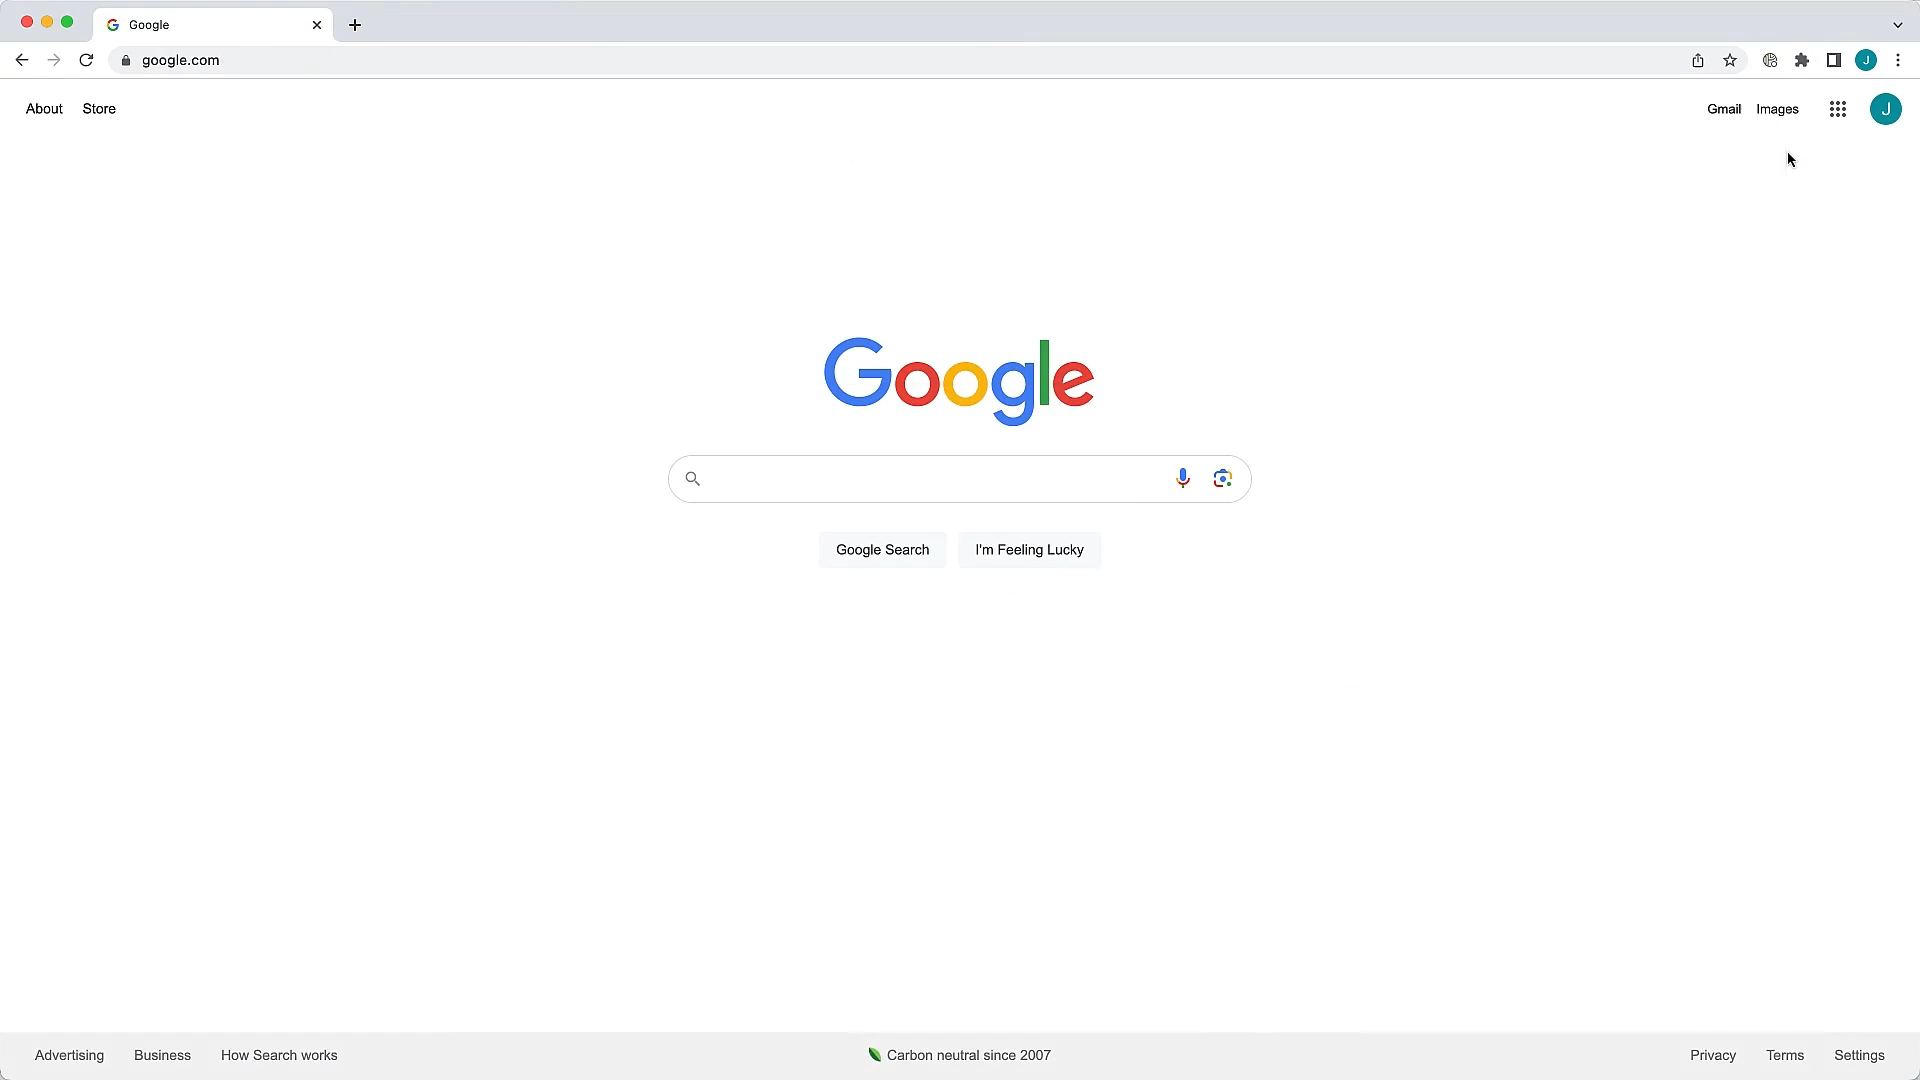 Google
google.com
J
About Store
Gmail Images J
Google
Google Search I'm Feeling Lucky
Advertising Business How Search works
Carbon neutral since 2007
Privacy Terms Settings